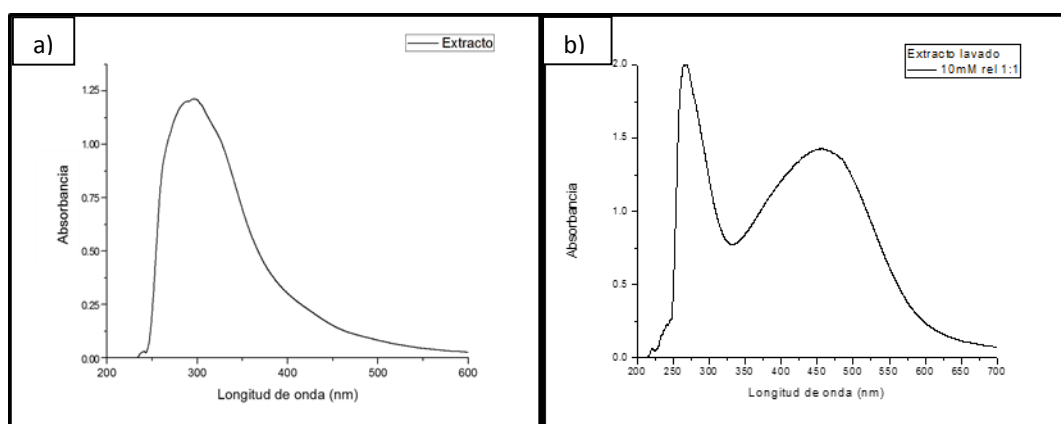 a)
Extracto
1.25
1.00
0.75
0.50
0.25
0.00
Absorbancia
200 300 400 500 600
Longitud de onda (nm)
b)
Extracto lavado
10mM rel 1:1
2.0
1.5
1.0
0.5
0.0
Absorbancia
200 250 300 350 400 450 500 550 600 650 700
Longitud de onda (nm)